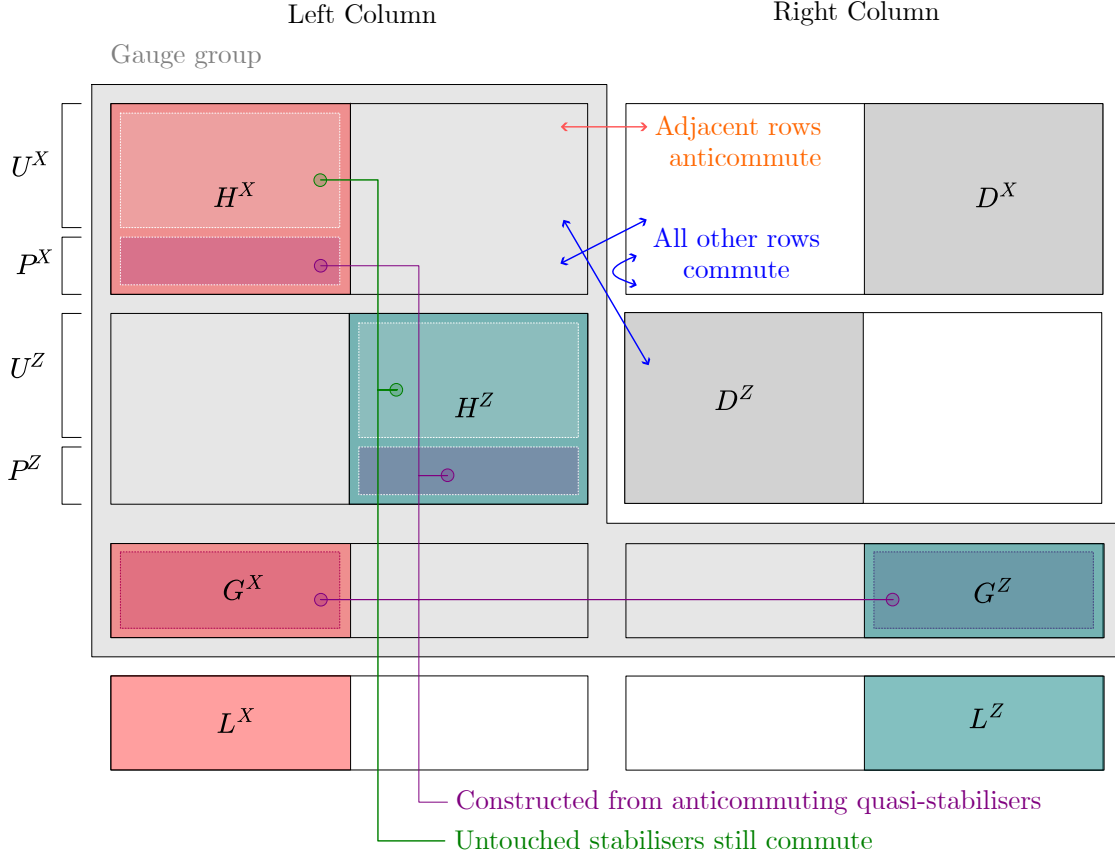 Left Column
Right Column
Gauge group
U^X
H^X
P^X
Adjacent rows
anticommute
All other rows
commute
D^X
U^Z
H^Z
P^Z
D^Z
G^X
G^Z
L^X
L^Z
Constructed from anticommuting quasi-stabilisers
Untouched stabilisers still commute